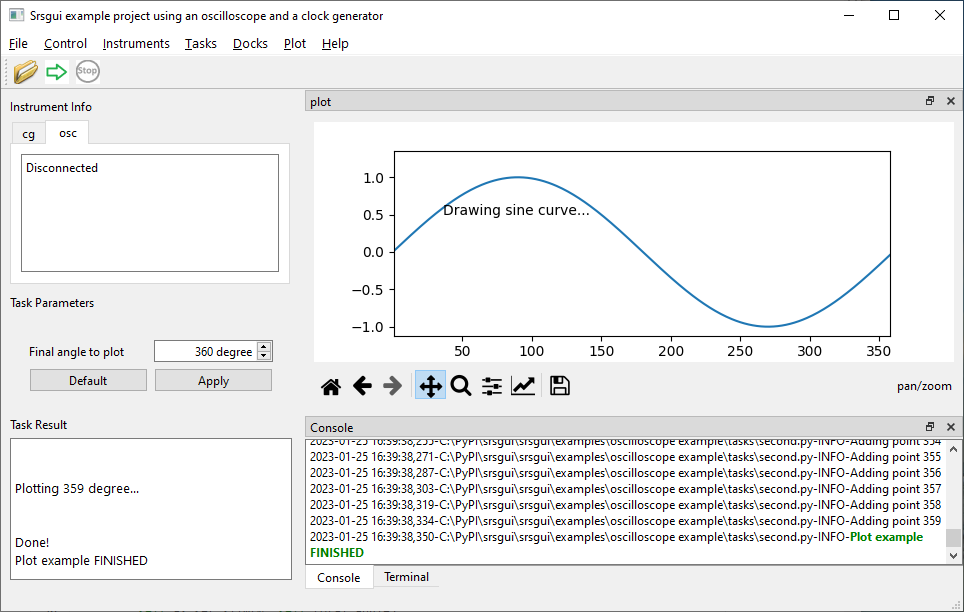 Srsgui example project using an oscilloscope and a clock generator
File Control Instruments Tasks Docks Plot Help
Stop
Instrument Info
cg osc
Disconnected
Task Parameters
Final angle to plot 360 degree
Default Apply
Task Result
Plotting 359 degree...
Done!
Plot example FINISHED
plot
1.0
0.5
0.0
−0.5
−1.0
Drawing sine curve...
50 100 150 200 250 300 350
pan/zoom
Console
2023-01-25 16:39:38,255-C:\PyPI\srsgui\srsgui\examples\oscilloscope example\tasks\second.py-INFO-Adding point 354
2023-01-25 16:39:38,271-C:\PyPI\srsgui\srsgui\examples\oscilloscope example\tasks\second.py-INFO-Adding point 355
2023-01-25 16:39:38,287-C:\PyPI\srsgui\srsgui\examples\oscilloscope example\tasks\second.py-INFO-Adding point 356
2023-01-25 16:39:38,303-C:\PyPI\srsgui\srsgui\examples\oscilloscope example\tasks\second.py-INFO-Adding point 357
2023-01-25 16:39:38,319-C:\PyPI\srsgui\srsgui\examples\oscilloscope example\tasks\second.py-INFO-Adding point 358
2023-01-25 16:39:38,334-C:\PyPI\srsgui\srsgui\examples\oscilloscope example\tasks\second.py-INFO-Adding point 359
2023-01-25 16:39:38,350-C:\PyPI\srsgui\srsgui\examples\oscilloscope example\tasks\second.py-INFO-Plot example
FINISHED
Console Terminal